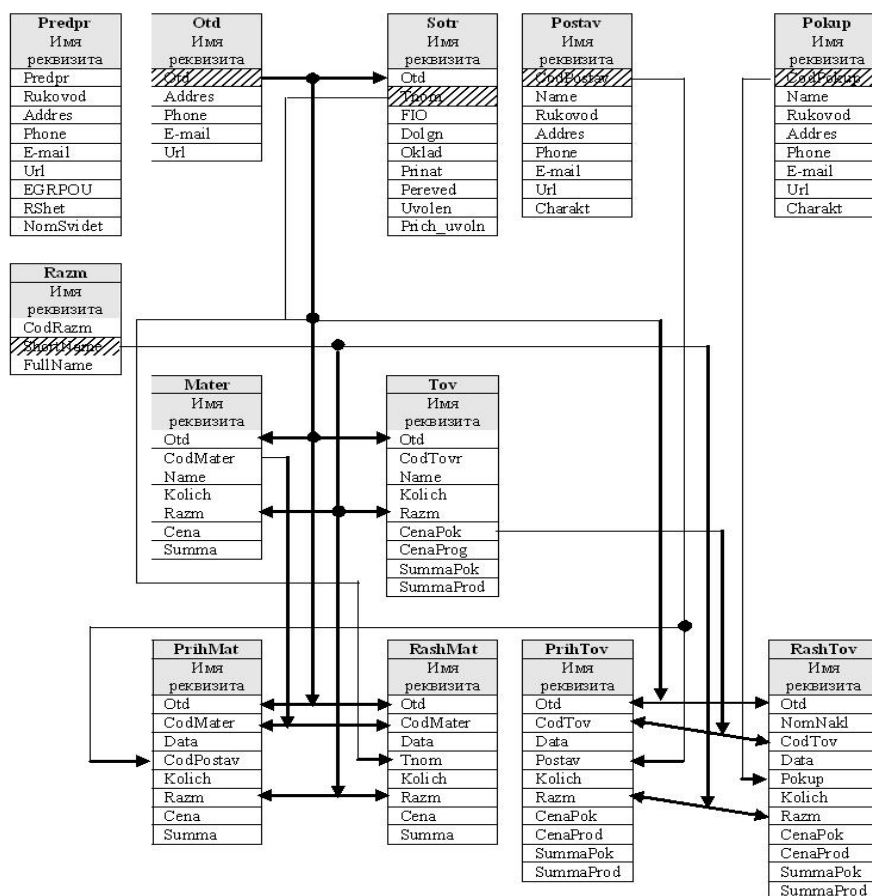 Predpr
Имя
реквизита
Predpr
Rukovod
Addres
Phone
E-mail
Url
EGRPOU
RShet
NomSvidet
Otd
Имя
реквизита
Otd
Addres
Phone
E-mail
Url
Sotr
Имя
реквизита
Otd
Tnom
FIO
Dolgn
Oklad
Prinat
Pereved
Uvolen
Prich_uvoln
Postav
Имя
реквизита
CodPostav
Name
Rukovod
Addres
Phone
E-mail
Url
Charakt
Pokup
Имя
реквизита
CodPokup
Name
Rukovod
Addres
Phone
E-mail
Url
Charakt
Razm
Имя
реквизита
CodRazm
ShortName
FullName
Mater
Имя
реквизита
Otd
CodMater
Name
Kolich
Razm
Cena
Summa
Tov
Имя
реквизита
Otd
CodTovr
Name
Kolich
Razm
CenaPok
CenaProg
SummaPok
SummaProd
PrihMat
Имя
реквизита
Otd
CodMater
Data
CodPostav
Kolich
Razm
Cena
Summa
RashMat
Имя
реквизита
Otd
CodMater
Data
Tnom
Kolich
Razm
Cena
Summa
PrihTov
Имя
реквизита
Otd
CodTov
Data
Postav
Kolich
Razm
CenaPok
CenaProd
SummaPok
SummaProd
RashTov
Имя
реквизита
Otd
NomNakl
CodTov
Data
Pokup
Kolich
Razm
CenaPok
CenaProd
SummaPok
SummaProd